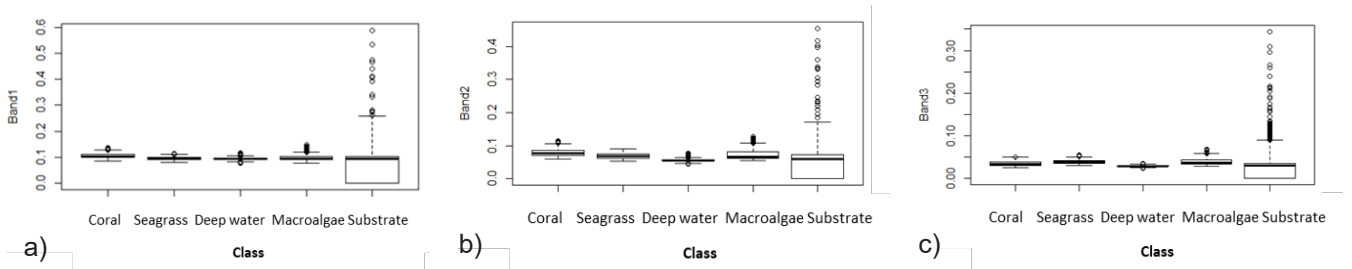 Band1
0.6
0.5
0.4
0.3
0.2
0.1
0.0
Coral Seagrass Deep water Macroalgae Substrate
a)
Class
Band2
0.4
0.3
0.2
0.1
0.0
Coral Seagrass Deep water Macroalgae Substrate
b)
Class
Band3
0.30
0.20
0.10
0.00
Coral Seagrass Deep water Macroalgae Substrate
c)
Class